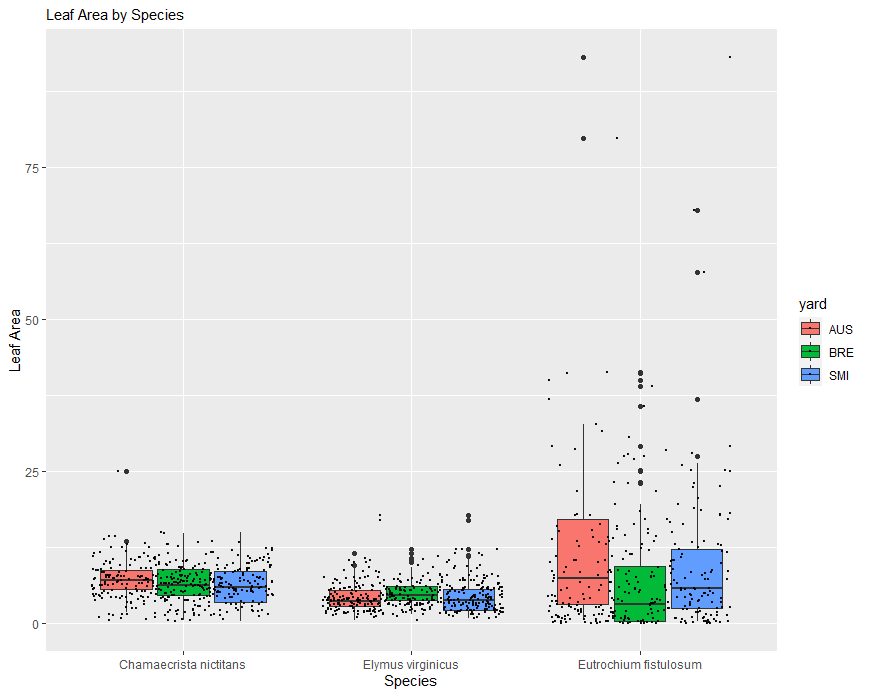 Leaf Area by Species
75
50
25
0
Leaf Area
Chamaecrista nictitans
Elymus virginicus
Eutrochium fistulosum
Species
yard
AUS
BRE
SMI